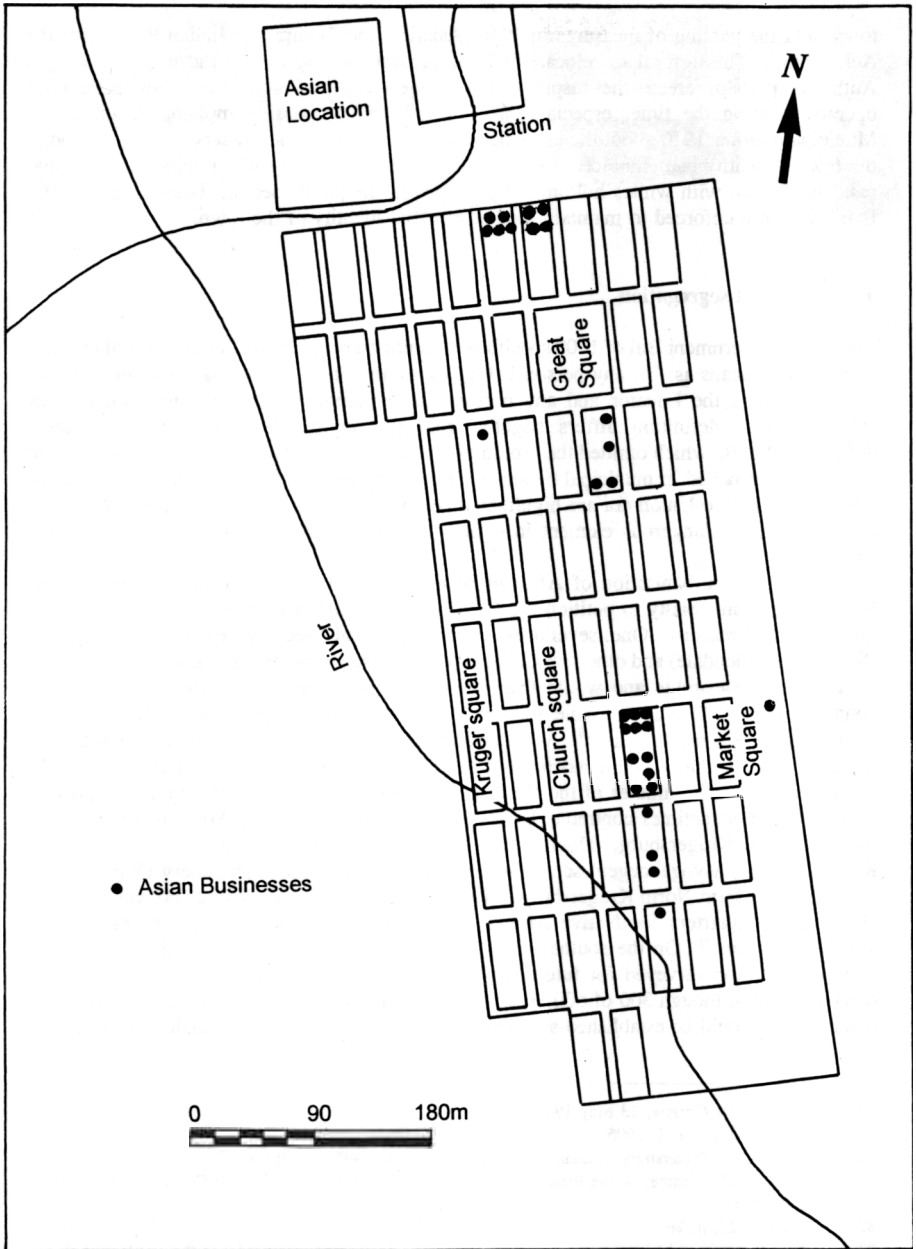 Asian
Location
Station
N
Great
Square
River
Kruger square
Church square
Market
Square
Asian Businesses
0 90 180m